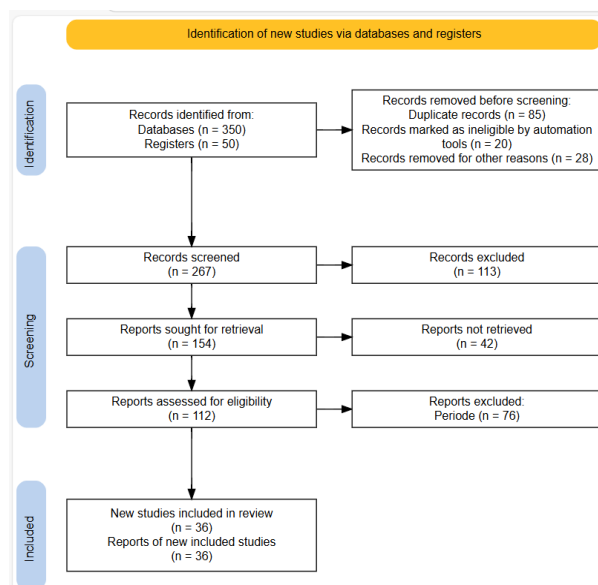 Identification of new studies via databases and registers
Identification
Records identified from:
Databases (n = 350)
Registers (n = 50)
Records removed before screening:
Duplicate records (n = 85)
Records marked as ineligible by automation
tools (n = 20)
Records removed for other reasons (n = 28)
Screening
Records screened
(n = 267)
Records excluded
(n = 113)
Reports sought for retrieval
(n = 154)
Reports not retrieved
(n = 42)
Reports assessed for eligibility
(n = 112)
Reports excluded:
Periode (n = 76)
Included
New studies included in review
(n = 36)
Reports of new included studies
(n = 36)